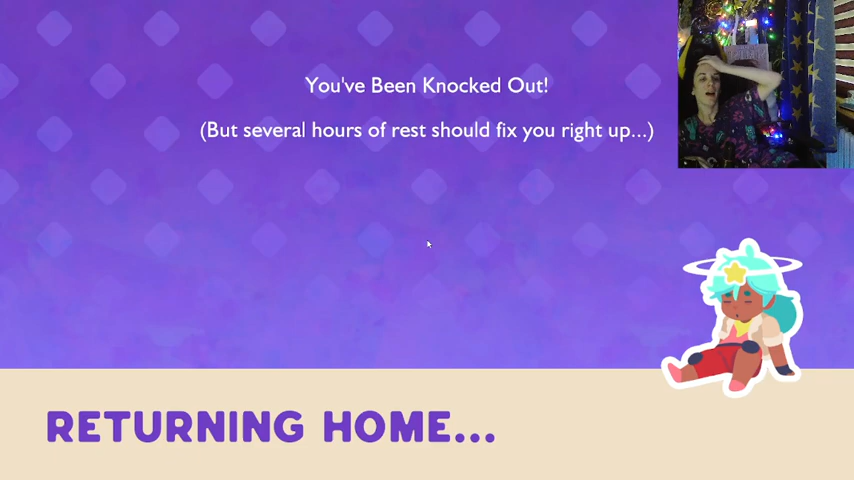 You've Been Knocked Out!
(But several hours of rest should fix you right up...)
RETURNING HOME...